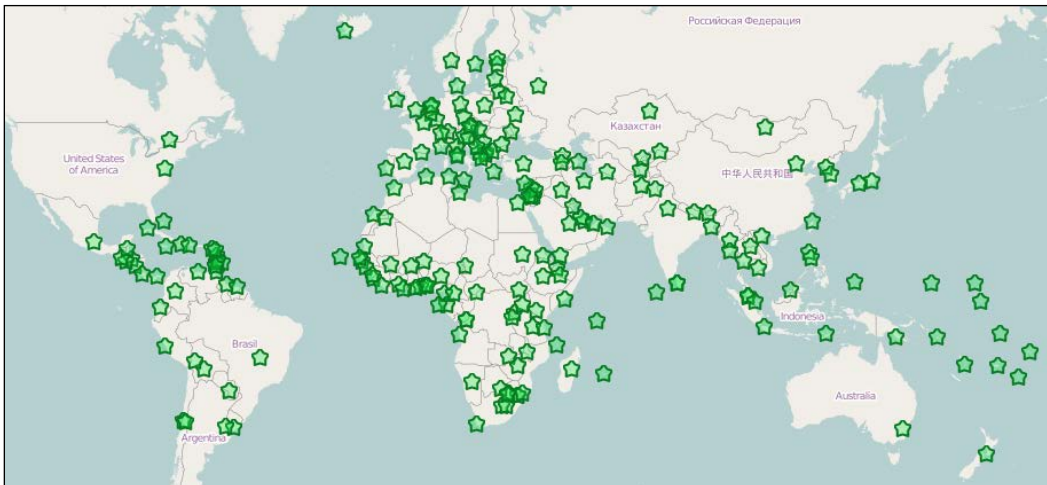 Российская Федерация
United States
of America
Казахстан
中华人民共和国
Indonesia
Brasil
Australia
Argentina